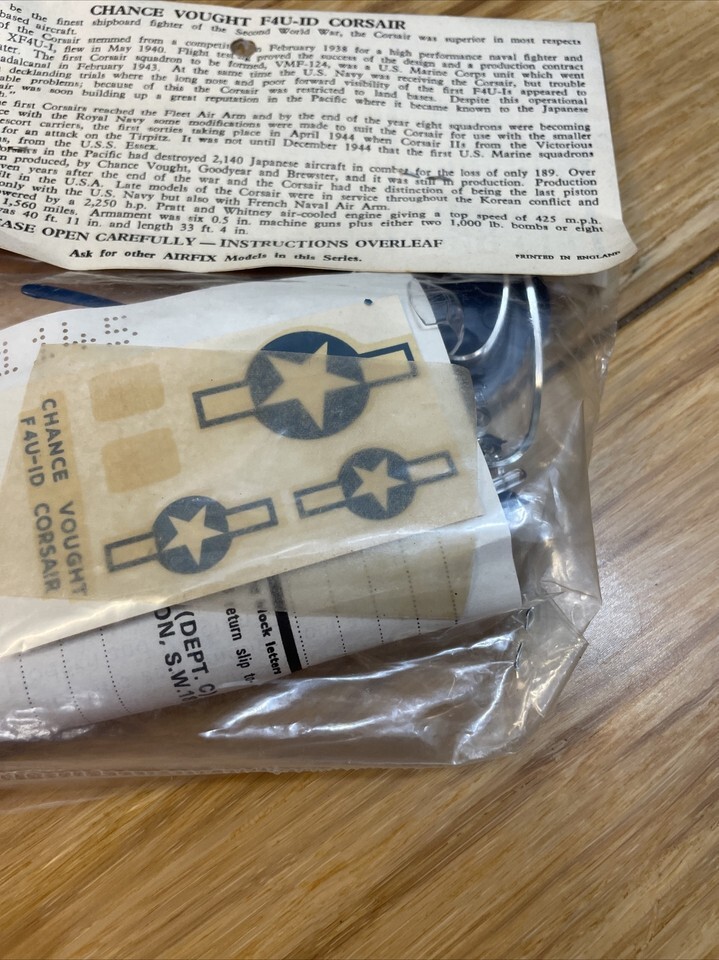 CHANCE VOUGHT F4U-ID CORSAIR
be the finest shipboard fighter of the Second World War, the Corsair was superior in most respects
based aircraft.
of the Corsair stemmed from a February 1938 for a high performance naval fighter and
XF4U-I, flew in May 1940. Flight proved the success of the design and a production contract
ater. The first Corsair squadron to be formed, VMF-124, was a U.S. Marine Corps unit which went
adalcanal in February 1943. At the same time the U.S. Navy was receiving the Corsair, but trouble
decklanding trials where the long nose and poor forward visibility of the first F4U-Is appeared to
able problems; because of this the Corsair was restricted to land bases. Despite this operational
air was soon building up a great reputation in the Pacific where it became known to the Japanese
h."
e first Corsairs reached the Fleet Air Arm and by the end of the year eight squadrons were becoming
ce with the Royal Navy some modifications were made to suit the Corsair for use with the smaller
escort carriers, the first sorties taking place in April 1944 when Corsair IIs from the Victorious
for an attack on the Tirpitz. It was not until December 1944 that the first U.S. Marine squadrons
s, from the U.S.S. Essex.
in the Pacific had destroyed 2,140 Japanese aircraft in combat for the loss of only 189. Over
n produced, by Chance Vought, Goodyear and Brewster, and it was still in production. Production
ven years after the end of the war and the Corsair had the distinction of being the last piston
ilt in the U.S.A. Late models of the Corsair were in service throughout the Korean conflict and
only with the U.S. Navy but also with French Naval Air Arm.
owered by a 2,250 h.p. Pratt and Whitney air-cooled engine giving a top speed of 425 m.p.h.
1,560 miles. Armament was six 0.5 in. machine guns plus either two 1,000 lb. bombs or eight
was 40 ft. 11 in. and length 33 ft. 4 in.
EASE OPEN CAREFULLY — INSTRUCTIONS OVERLEAF
Ask for other AIRFIX Models in this Series.
PRINTED IN ENGLAND
CHANCE VOUGHT
F4U-ID CORSAIR
lock letters
eturn slip to
(DEPT. C
ON, S.W.1